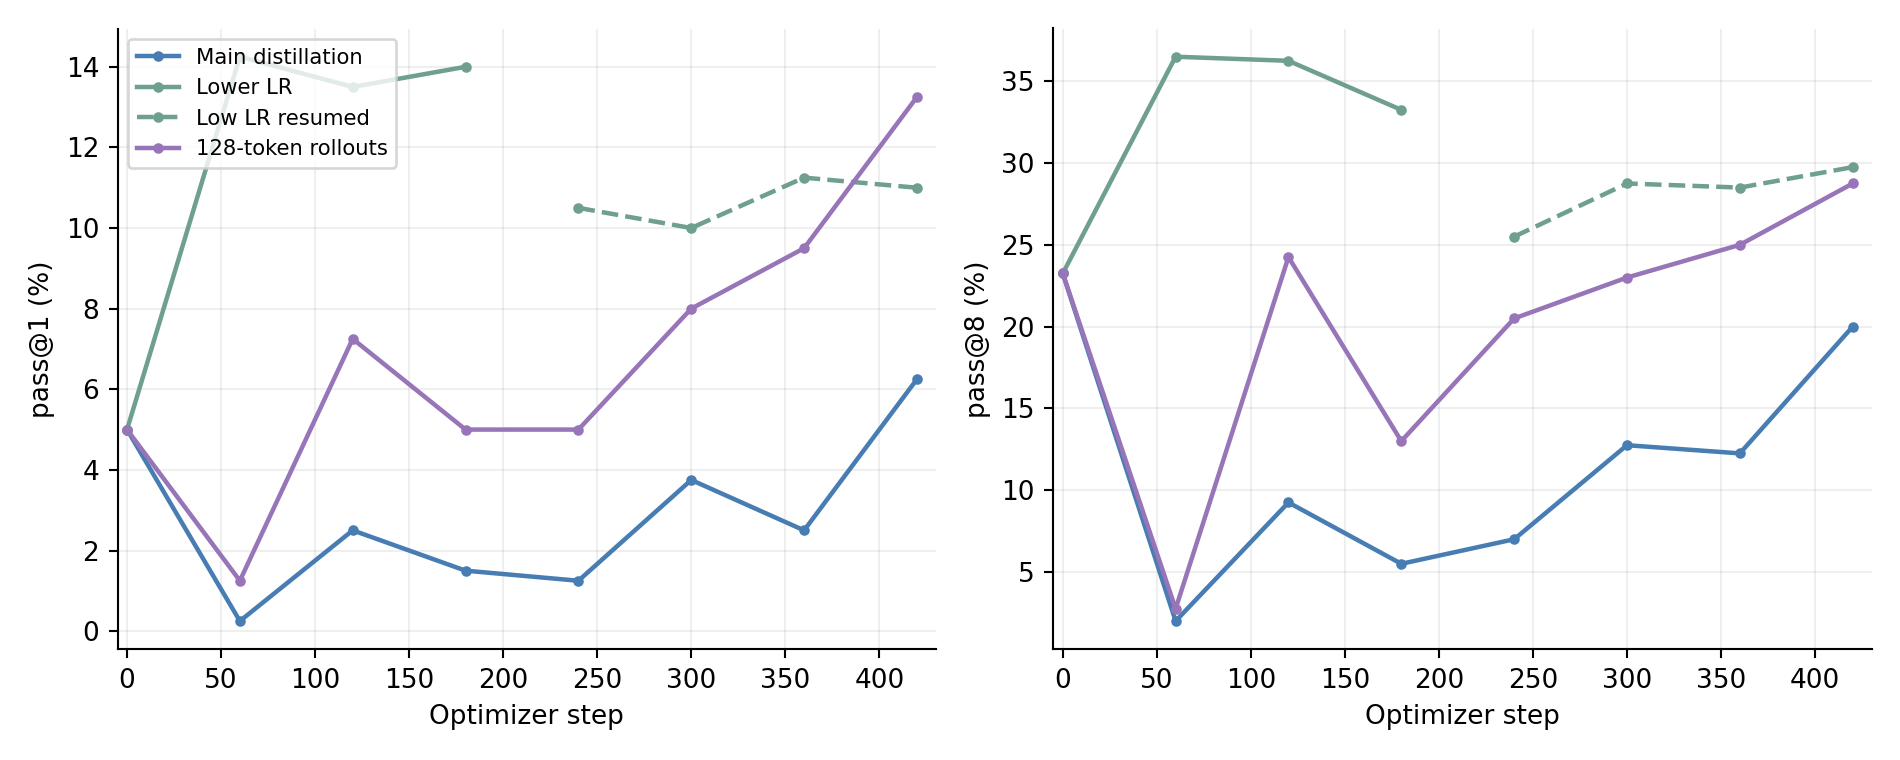 pass@1 (%)
14
12
10
8
6
4
2
0
Main distillation
Lower LR
Low LR resumed
128-token rollouts
0 50 100 150 200 250 300 350 400
Optimizer step
pass@8 (%)
35
30
25
20
15
10
5
0 50 100 150 200 250 300 350 400
Optimizer step